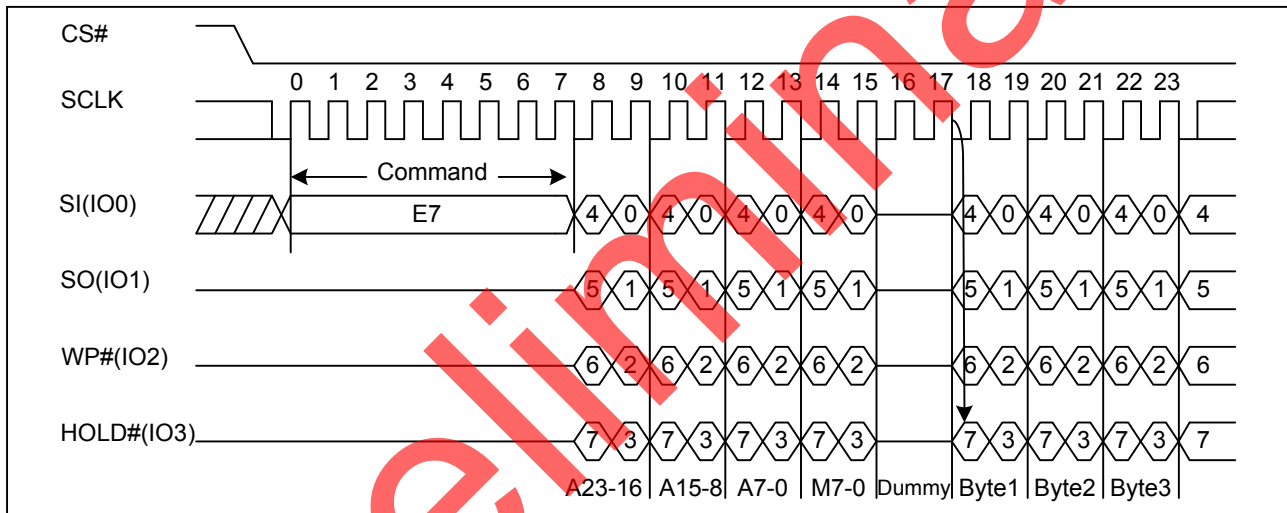 CS#
0 1 2 3 4 5 6 7 8 9 10 11 12 13 14 15 16 17 18 19 20 21 22 23
SCLK
Command
SI(IO0)
E7 4 0 4 0 4 0 4 0 4 0 4 0 4 0 4
SO(IO1)
5 1 5 1 5 1 5 1 5 1 5 1 5 1 5
WP#(IO2)
6 2 6 2 6 2 6 2 6 2 6 2 6 2 6
HOLD#(IO3)
7 3 7 3 7 3 7 3 7 3 7 3 7 3 7
A23-16 A15-8 A7-0 M7-0 Dummy Byte1 Byte2 Byte3
elimina